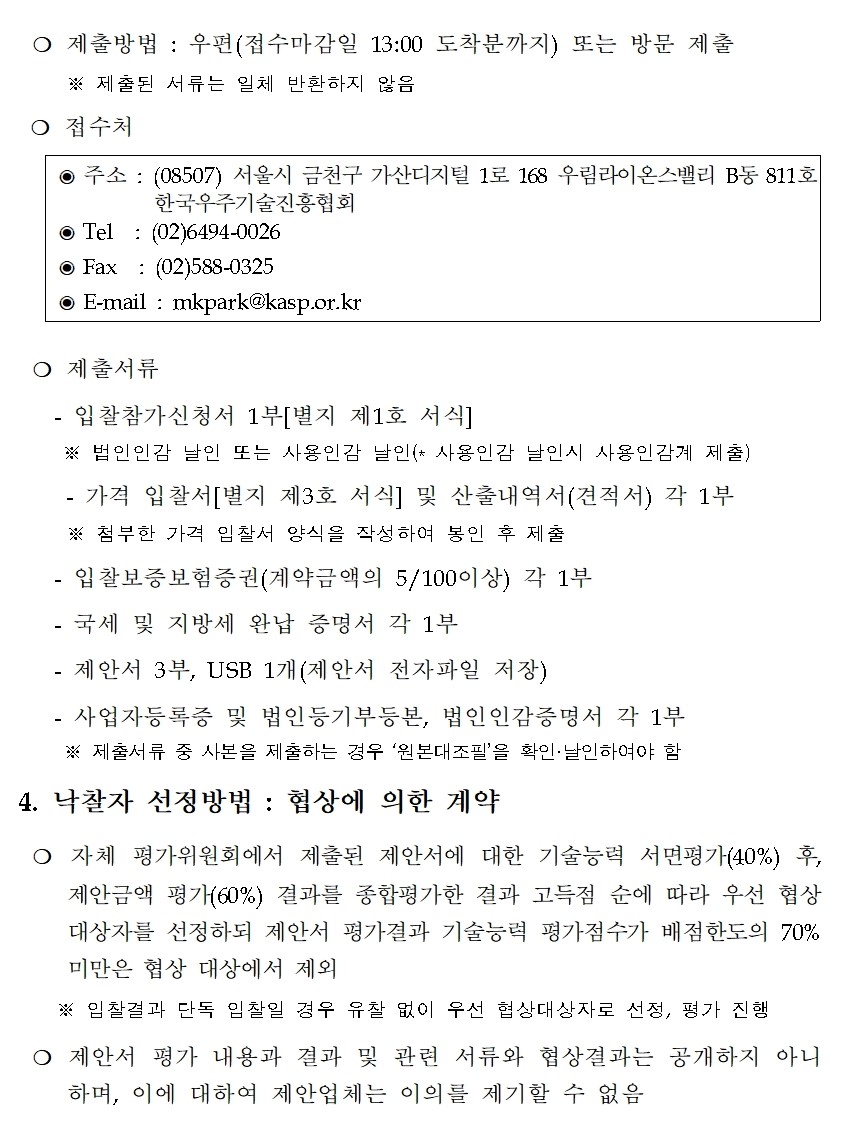 ❍ 제출방법 : 우편(접수마감일 13:00 도착분까지) 또는 방문 제출
※ 제출된 서류는 일체 반환하지 않음
❍ 접수처
◉ 주소 : (08507) 서울시 금천구 가산디지털 1로 168 우림라이온스밸리 B동 811호
한국우주기술진흥협회
◉ Tel : (02)6494-0026
◉ Fax : (02)588-0325
◉ E-mail : mkpark@kasp.or.kr
❍ 제출서류
- 입찰참가신청서 1부[별지 제1호 서식]
※ 법인인감 날인 또는 사용인감 날인(* 사용인감 날인시 사용인감계 제출)
- 가격 입찰서[별지 제3호 서식] 및 산출내역서(견적서) 각 1부
※ 첨부한 가격 입찰서 양식을 작성하여 봉인 후 제출
- 입찰보증보험증권(계약금액의 5/100이상) 각 1부
- 국세 및 지방세 완납 증명서 각 1부
- 제안서 3부, USB 1개(제안서 전자파일 저장)
- 사업자등록증 및 법인등기부등본, 법인인감증명서 각 1부
※ 제출서류 중 사본을 제출하는 경우 ‘원본대조필’을 확인·날인하여야 함
4. 낙찰자 선정방법 : 협상에 의한 계약
❍ 자체 평가위원회에서 제출된 제안서에 대한 기술능력 서면평가(40%) 후,
제안금액 평가(60%) 결과를 종합평가한 결과 고득점 순에 따라 우선 협상
대상자를 선정하되 제안서 평가결과 기술능력 평가점수가 배점한도의 70%
미만은 협상 대상에서 제외
※ 입찰결과 단독 입찰일 경우 유찰 없이 우선 협상대상자로 선정, 평가 진행
❍ 제안서 평가 내용과 결과 및 관련 서류와 협상결과는 공개하지 아니
하며, 이에 대하여 제안업체는 이의를 제기할 수 없음